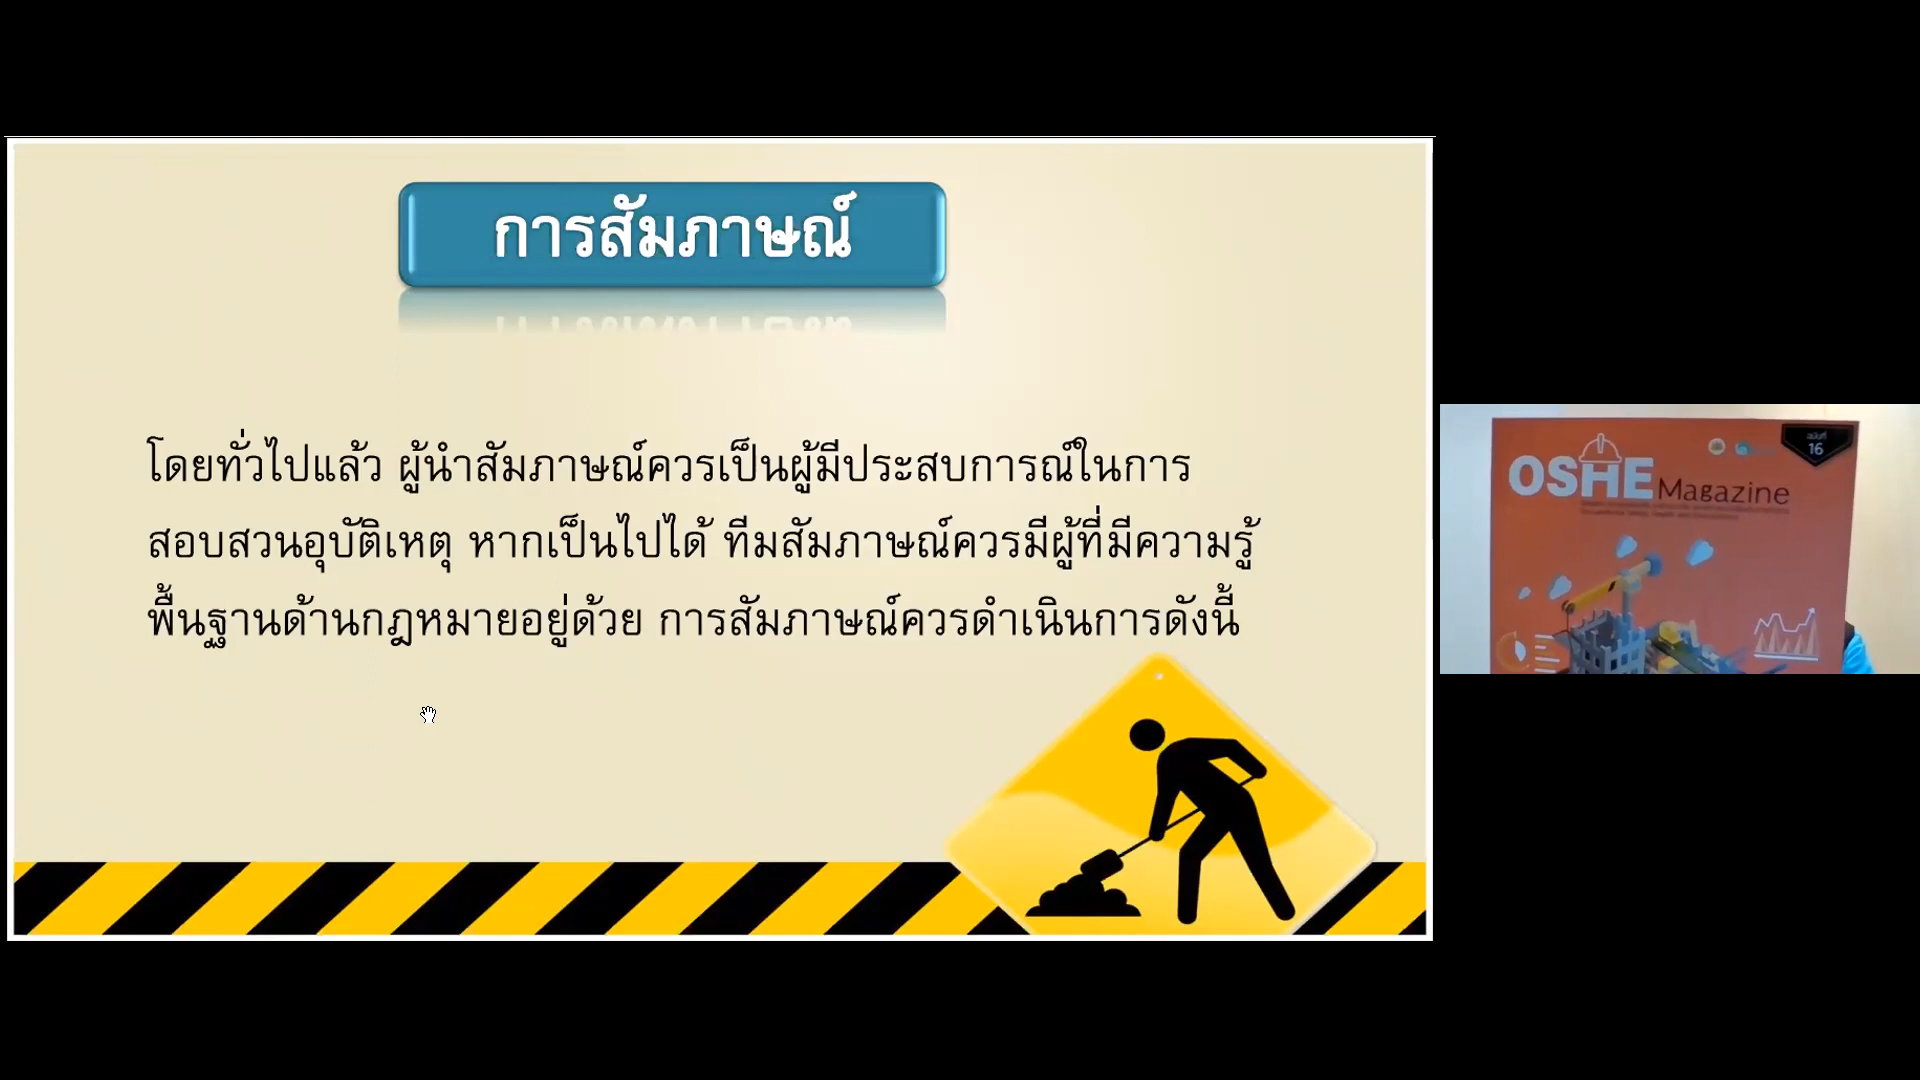 การสัมภาษณ์
โดยทั่วไปแล้ว ผู้นำสัมภาษณ์ควรเป็นผู้มีประสบการณ์ในการ
สอบสวนอุบัติเหตุ หากเป็นไปได้ ทีมสัมภาษณ์ควรมีผู้ที่มีความรู้
พื้นฐานด้านกฎหมายอยู่ด้วย การสัมภาษณ์ควรดำเนินการดังนี้
ฉบับที่
16
OSHE Magazine